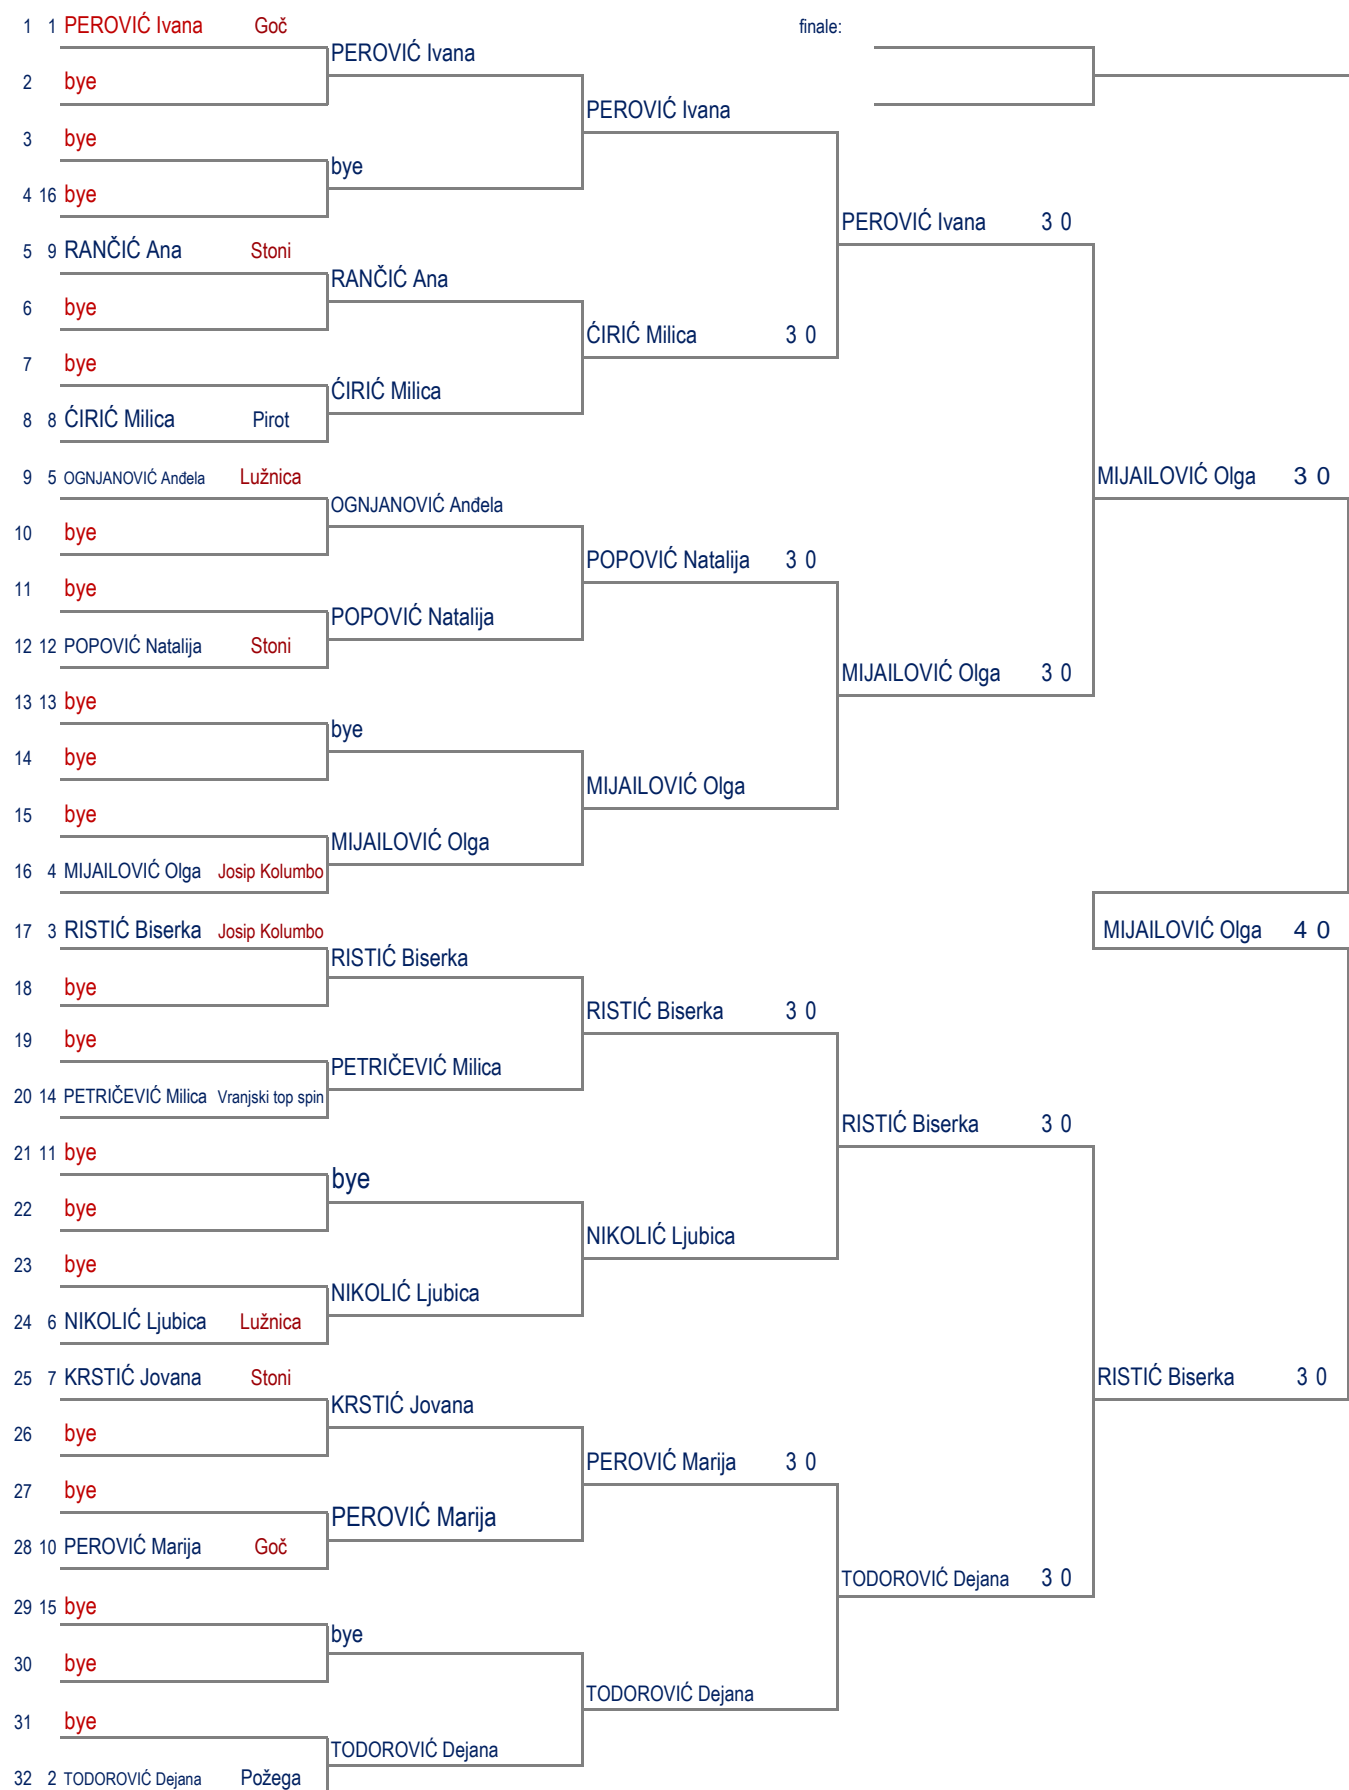 1 1 PEROVIĆ Ivana Goč finale:
PEROVIĆ Ivana
2 bye
PEROVIĆ Ivana
3 bye
bye
4 16 bye
PEROVIĆ Ivana 3 0
5 9 RANČIĆ Ana Stoni
RANČIĆ Ana
6 bye
ĆIRIĆ Milica 3 0
7 bye
ĆIRIĆ Milica
8 8 ĆIRIĆ Milica Pirot
9 5 OGNJANOVIĆ Anđela Lužnica MIJAILOVIĆ Olga 3 0
OGNJANOVIĆ Anđela
10 bye
POPOVIĆ Natalija 3 0
11 bye
POPOVIĆ Natalija
12 12 POPOVIĆ Natalija Stoni
MIJAILOVIĆ Olga 3 0
13 13 bye
bye
14 bye
MIJAILOVIĆ Olga
15 bye
MIJAILOVIĆ Olga
16 4 MIJAILOVIĆ Olga Josip Kolumbo
17 3 RISTIĆ Biserka Josip Kolumbo MIJAILOVIĆ Olga 4 0
RISTIĆ Biserka
18 bye
RISTIĆ Biserka 3 0
19 bye
PETRIČEVIĆ Milica
20 14 PETRIČEVIĆ Milica Vranjski top spin
RISTIĆ Biserka 3 0
21 11 bye
bye
22 bye
NIKOLIĆ Ljubica
23 bye
NIKOLIĆ Ljubica
24 6 NIKOLIĆ Ljubica Lužnica
25 7 KRSTIĆ Jovana Stoni RISTIĆ Biserka 3 0
KRSTIĆ Jovana
26 bye
PEROVIĆ Marija 3 0
27 bye
PEROVIĆ Marija
28 10 PEROVIĆ Marija Goč
TODOROVIĆ Dejana 3 0
29 15 bye
bye
30 bye
TODOROVIĆ Dejana
31 bye
TODOROVIĆ Dejana
32 2 TODOROVIĆ Dejana Požega